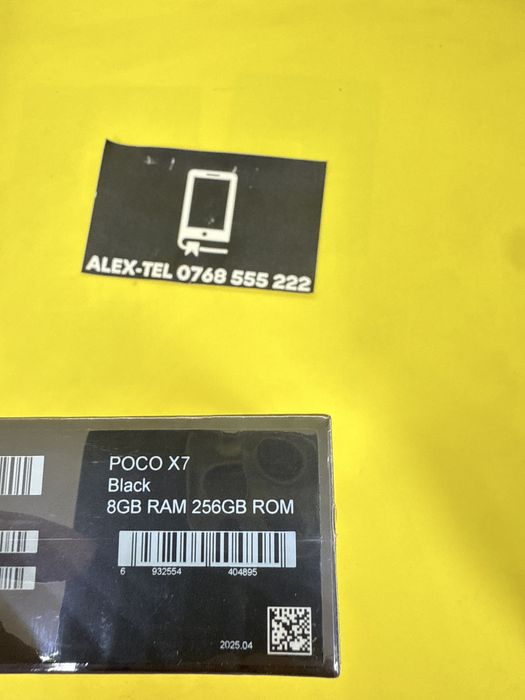 ALEX-TEL 0768 555 222
POCO X7
Black
8GB RAM 256GB ROM
6 932554 404895
2025.04